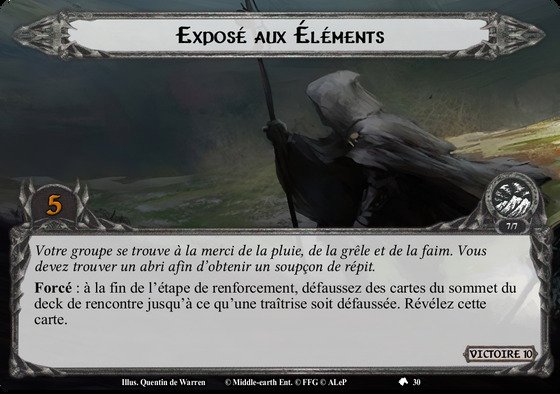 Exposé aux Éléments
5
7/7
Votre groupe se trouve à la merci de la pluie, de la grêle et de la faim. Vous
devez trouver un abri afin d'obtenir un soupçon de répit.
Forcé : à la fin de l'étape de renforcement, défaussez des cartes du sommet du
deck de rencontre jusqu'à ce qu'une traîtrise soit défaussée. Révélez cette
carte.
VICTOIRE 10
Illus. Quentin de Warren © Middle-earth Ent. © FFG © ALeP 30